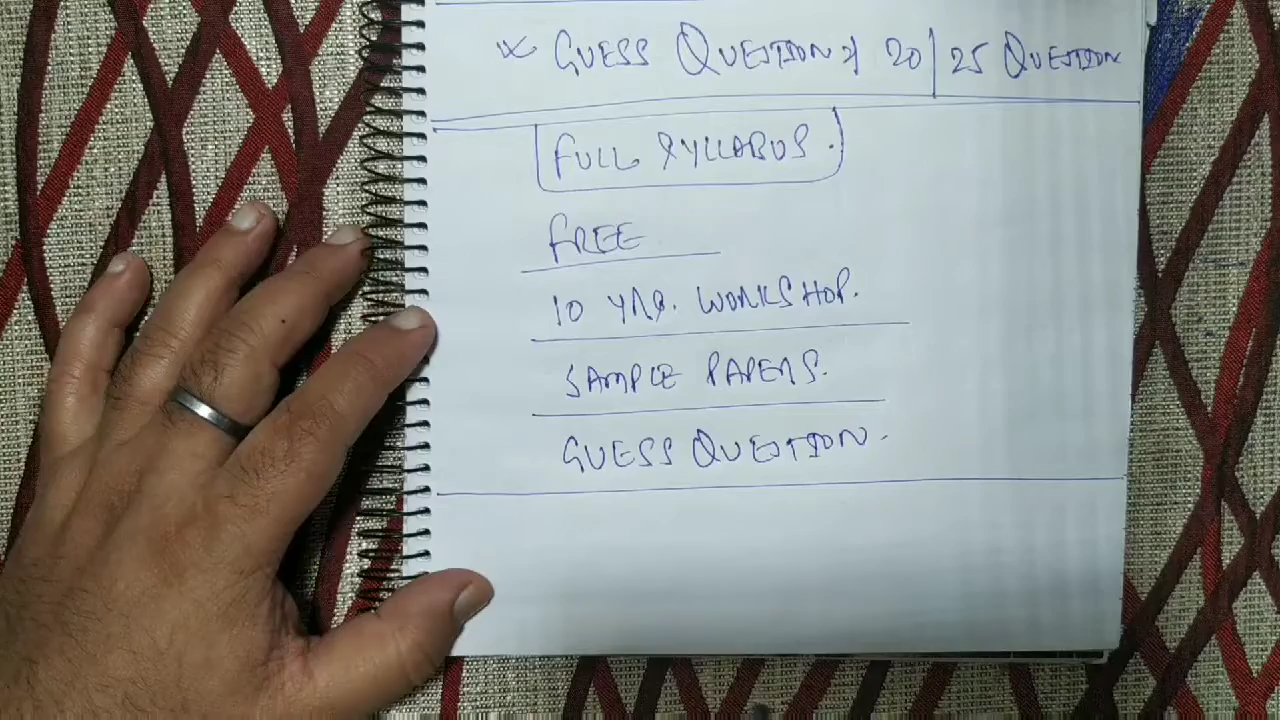 GUESS QUESTION 20/25 QUESTION
FULL SYLLABUS.
FREE
10 YRS. WORKSHOP.
SAMPLE PAPERS.
GUESS QUESTION.